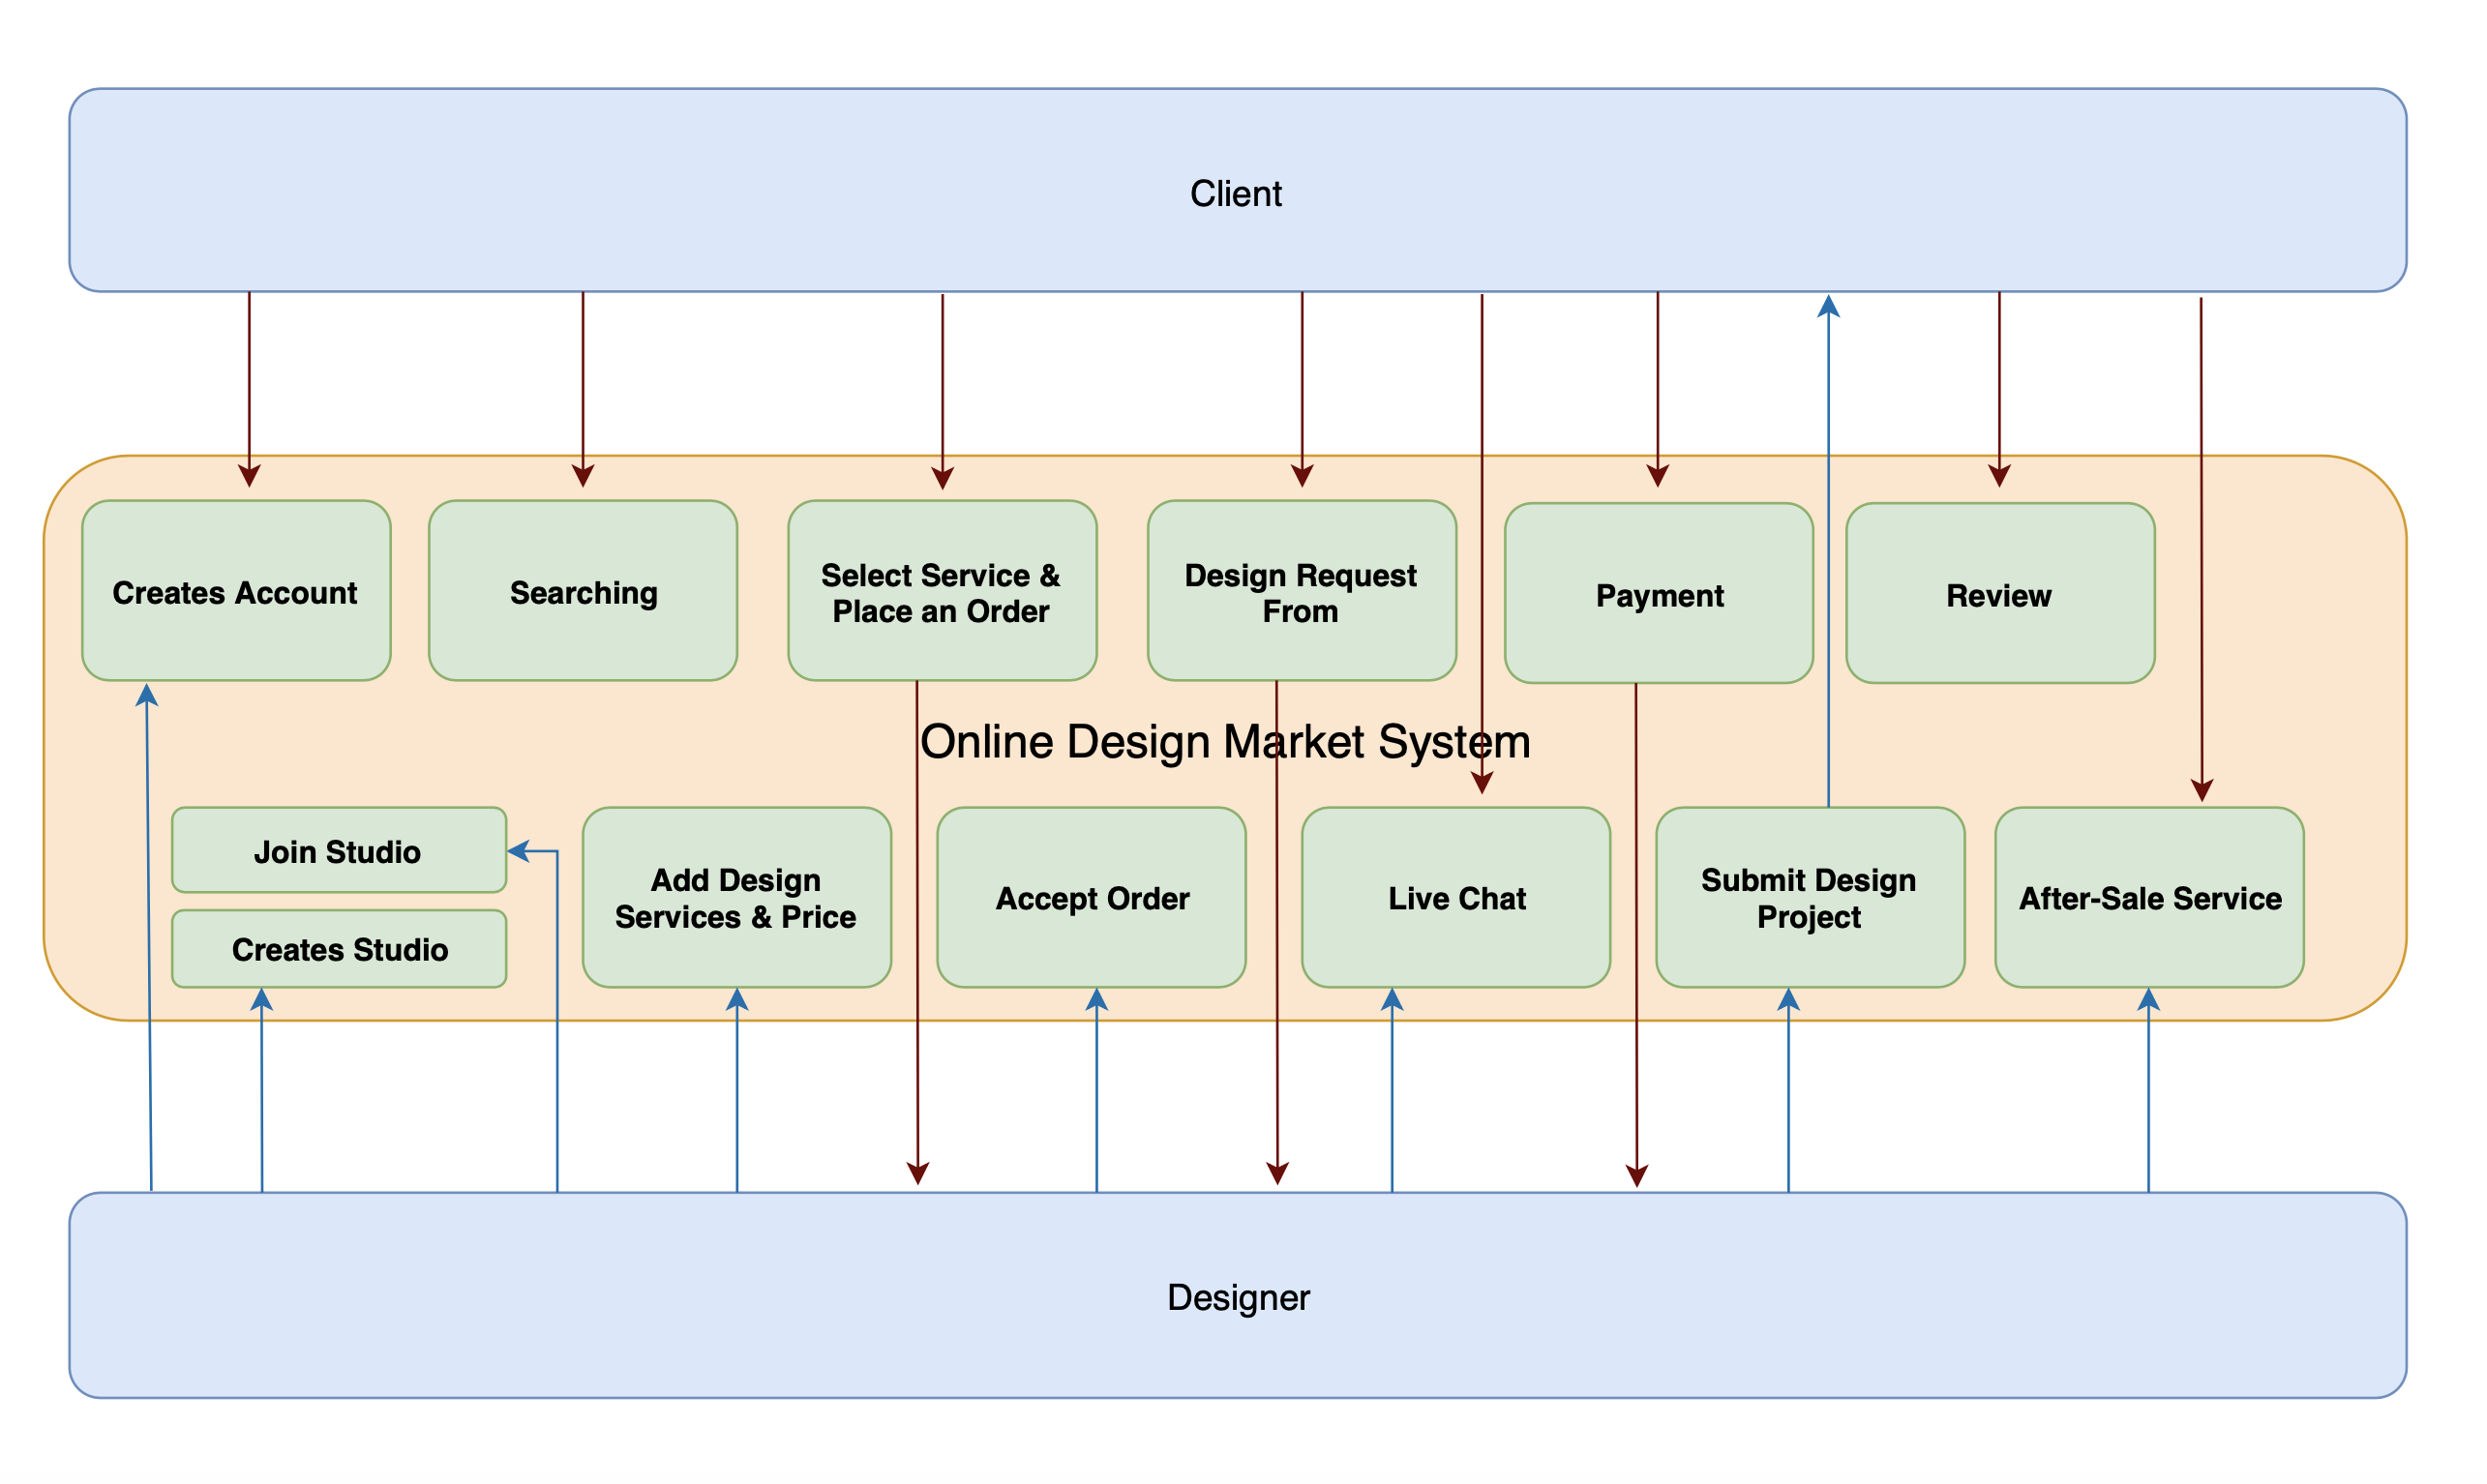 Client
Creates Account
Searching
Select Service &
Place an Order
Design Request
From
Payment
Review
Online Design Market System
Join Studio
Creates Studio
Add Design
Services & Price
Accept Order
Live Chat
Submit Design
Project
After-Sale Service
Designer